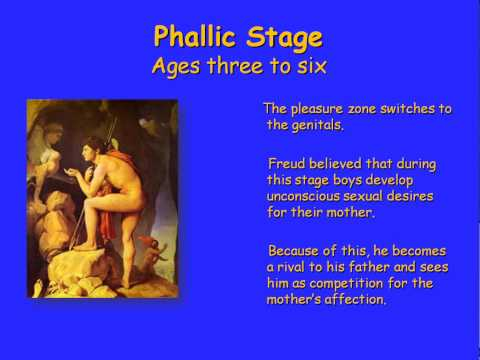 Phallic Stage
Ages three to six
The pleasure zone switches to
the genitals.
Freud believed that during
this stage boys develop
unconscious sexual desires
for their mother.
Because of this, he becomes
a rival to his father and sees
him as competition for the
mother's affection.